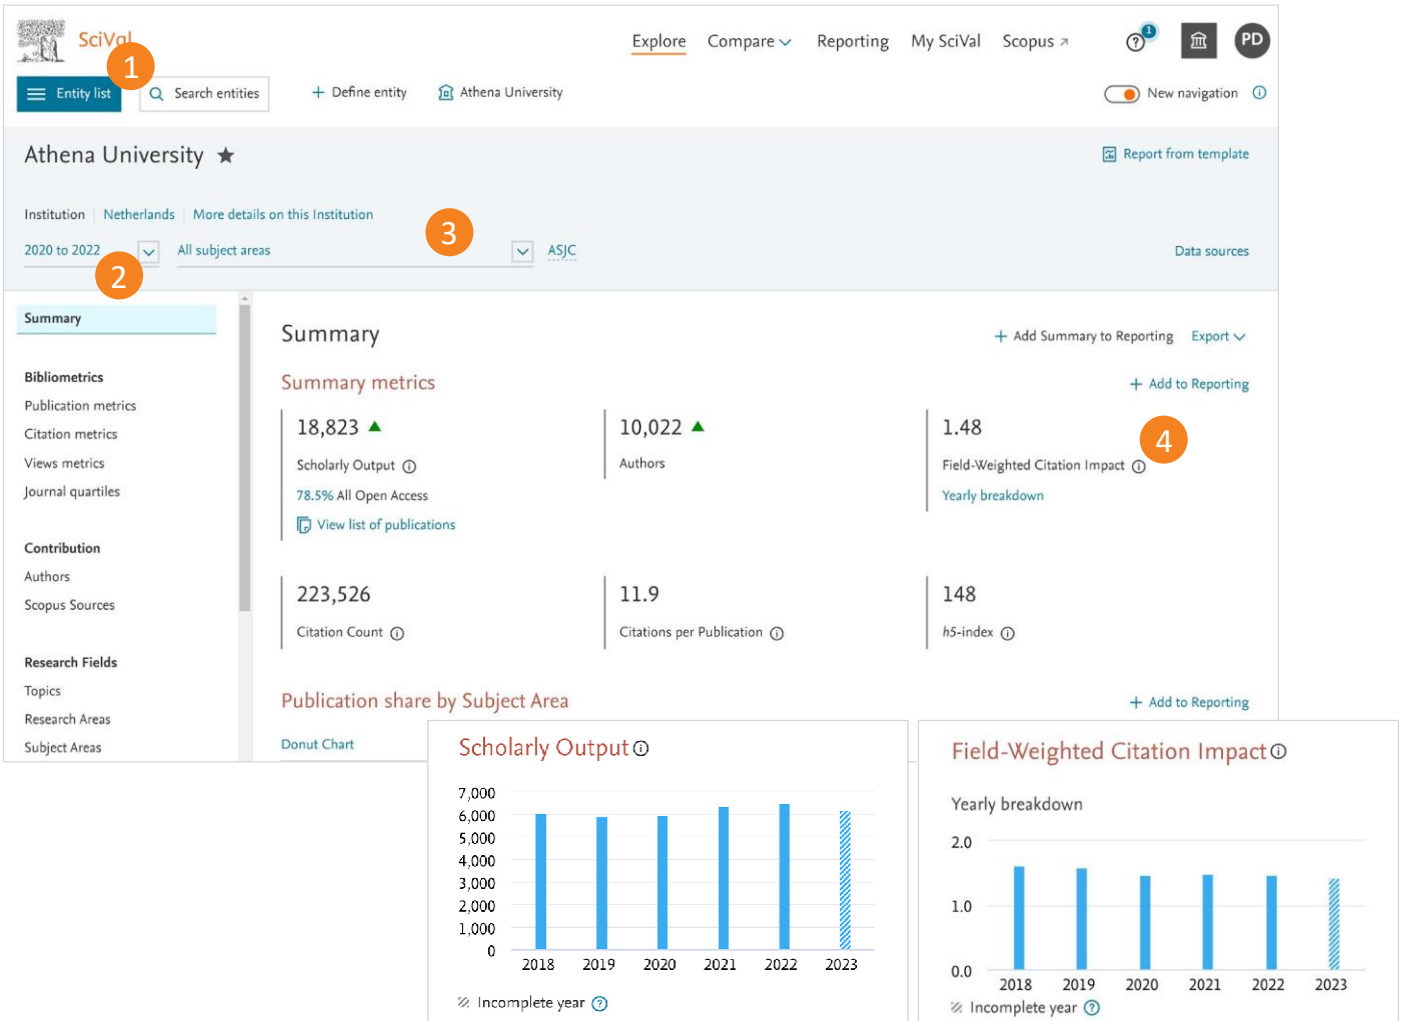 SciVal
Explore Compare Reporting My SciVal Scopus ↗ 1 PD
1
Entity list Search entities + Define entity Athena University New navigation
Athena University ★
Report from template
Institution | Netherlands | More details on this Institution
3
2020 to 2022 All subject areas ASJC Data sources
2
Summary
Bibliometrics
Publication metrics
Citation metrics
Views metrics
Journal quartiles
Contribution
Authors
Scopus Sources
Research Fields
Topics
Research Areas
Subject Areas
Summary
+ Add Summary to Reporting Export
Summary metrics
+ Add to Reporting
18,823 ▲
Scholarly Output
78.5% All Open Access
View list of publications
10,022 ▲
Authors
1.48
4
Field-Weighted Citation Impact
Yearly breakdown
223,526
Citation Count
11.9
Citations per Publication
148
h5-index
Publication share by Subject Area
+ Add to Reporting
Donut Chart
Scholarly Output
7,000
6,000
5,000
4,000
3,000
2,000
1,000
0
2018 2019 2020 2021 2022 2023
Incomplete year ?
Field-Weighted Citation Impact
Yearly breakdown
2.0
1.0
0.0
2018 2019 2020 2021 2022 2023
Incomplete year ?